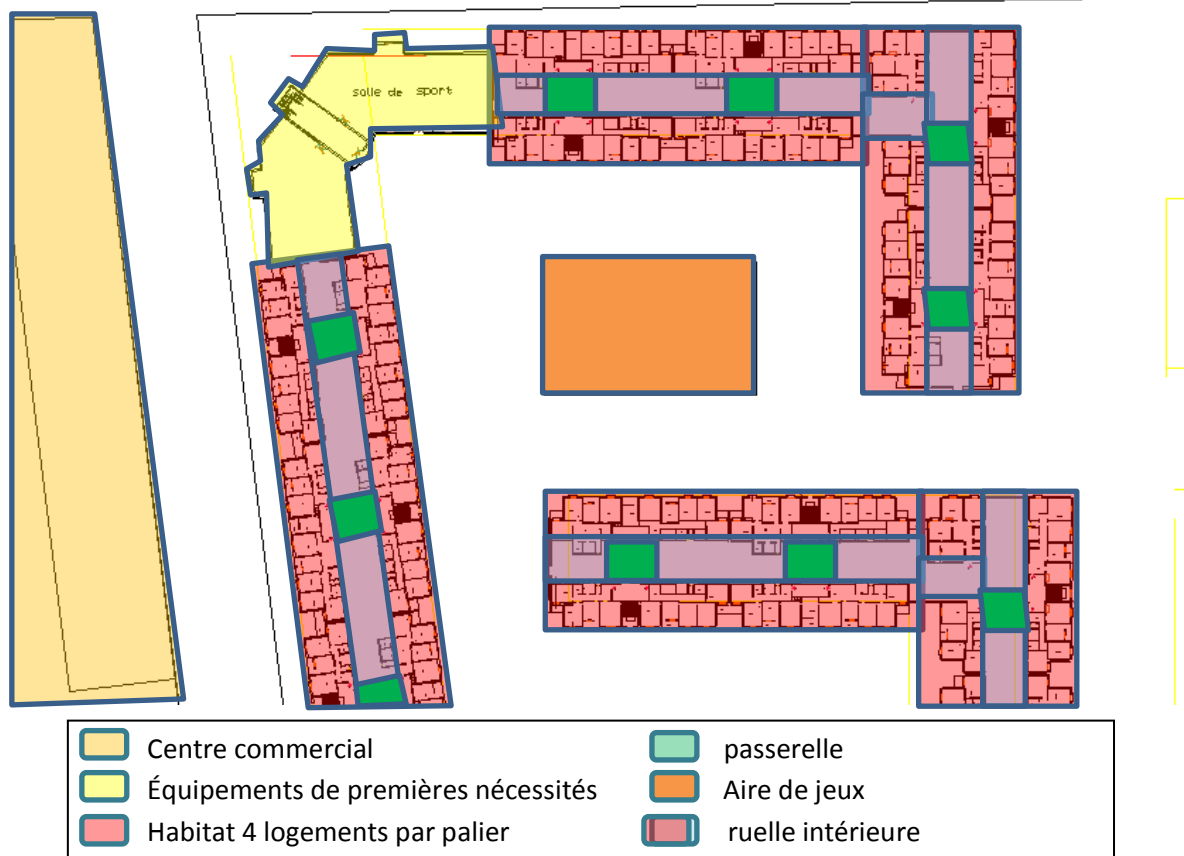 salle de sport
Centre commercial
passerelle
Équipements de premières nécessités
Aire de jeux
Habitat 4 logements par palier
ruelle intérieure